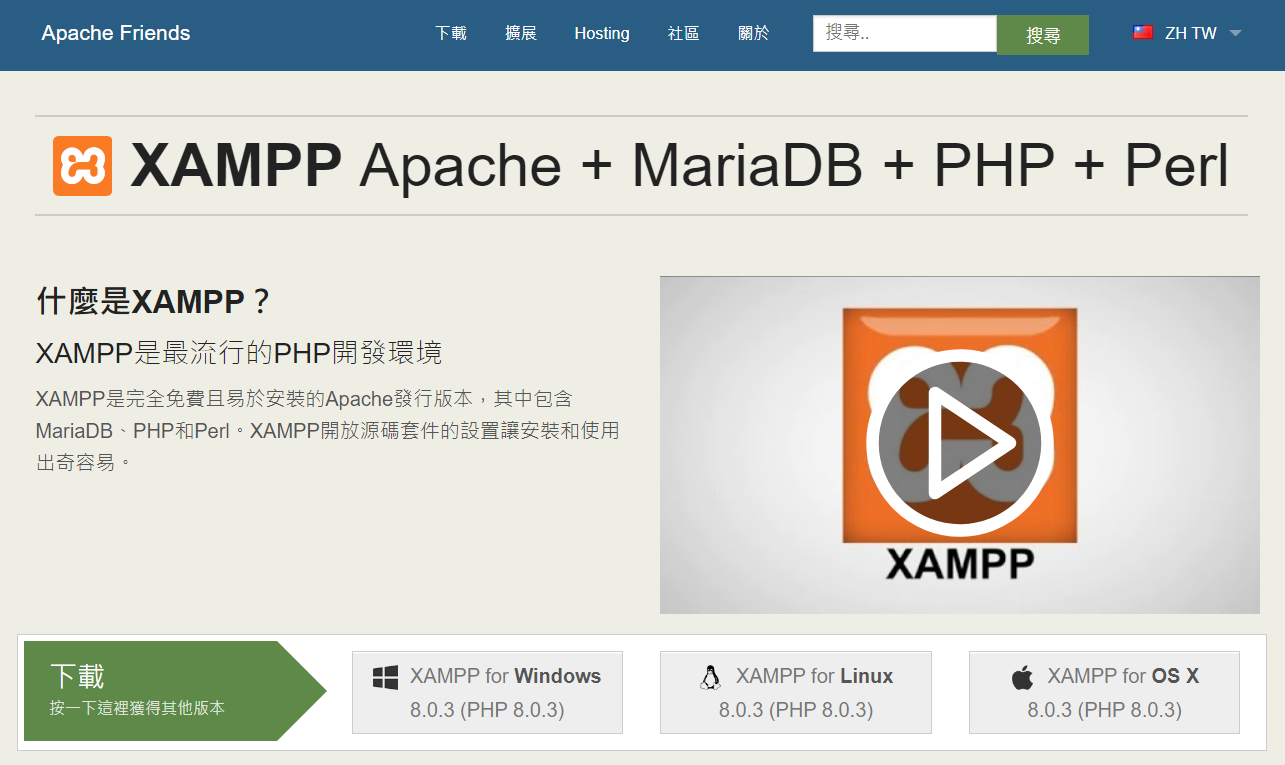 Apache Friends
下載
擴展
Hosting
社區
關於
搜尋..
搜尋
ZH TW
XAMPP Apache + MariaDB + PHP + Perl
什麼是XAMPP？
XAMPP是最流行的PHP開發環境
XAMPP是完全免費且易於安裝的Apache發行版本，其中包含
MariaDB、PHP和Perl。XAMPP開放源碼套件的設置讓安裝和使用
出奇容易。
XAMPP
下載
按一下這裡獲得其他版本
XAMPP for Windows
8.0.3 (PHP 8.0.3)
XAMPP for Linux
8.0.3 (PHP 8.0.3)
XAMPP for OS X
8.0.3 (PHP 8.0.3)